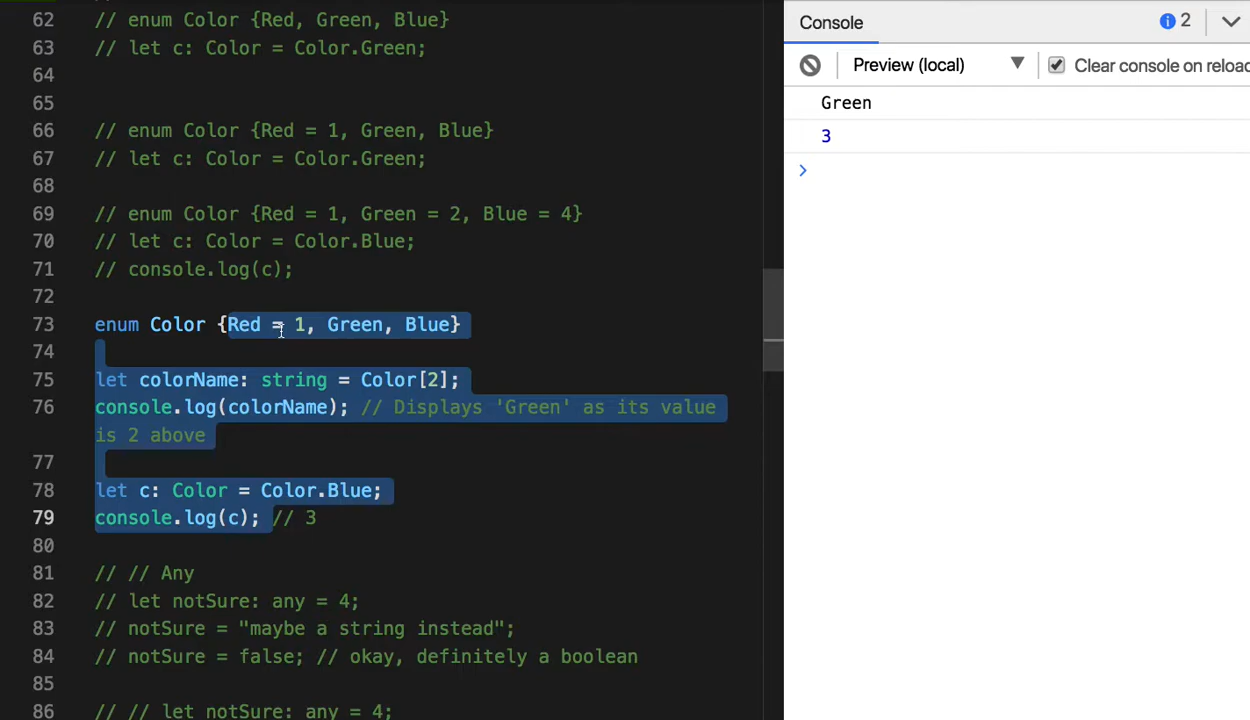 62 // enum Color {Red, Green, Blue}
63 // let c: Color = Color.Green;
64
65
66 // enum Color {Red = 1, Green, Blue}
67 // let c: Color = Color.Green;
68
69 // enum Color {Red = 1, Green = 2, Blue = 4}
70 // let c: Color = Color.Blue;
71 // console.log(c);
72
73 enum Color {Red = 1, Green, Blue}
74
75 let colorName: string = Color[2];
76 console.log(colorName); // Displays 'Green' as its value
is 2 above
77
78 let c: Color = Color.Blue;
79 console.log(c); // 3
80
81 // // Any
82 // let notSure: any = 4;
83 // notSure = "maybe a string instead";
84 // notSure = false; // okay, definitely a boolean
85
86 // // let notSure: any = 4;
Console
2
Preview (local)
Clear console on reloa
Green
3